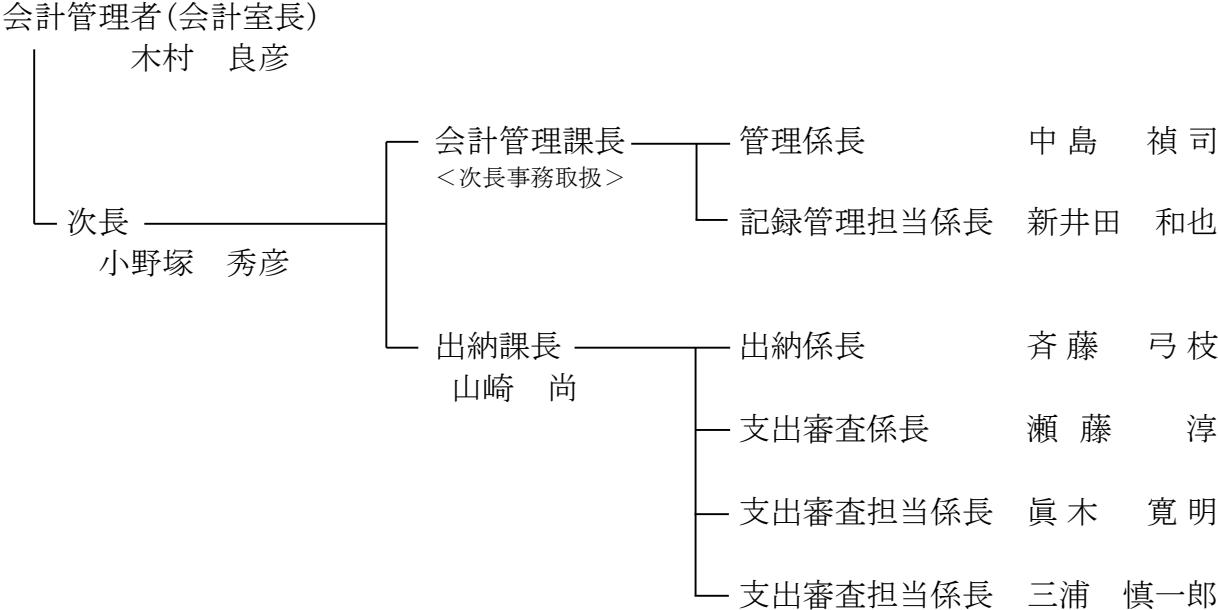 会計管理者(会計室長)
木村　良彦
会計管理課長　管理係長　中島　禎司
＜次長事務取扱＞
次長　記録管理担当係長　新井田　和也
小野塚　秀彦
出納課長　出納係長　斉藤　弓枝
山崎　尚
支出審査係長　瀬藤　淳
支出審査担当係長　眞木　寛明
支出審査担当係長　三浦　慎一郎